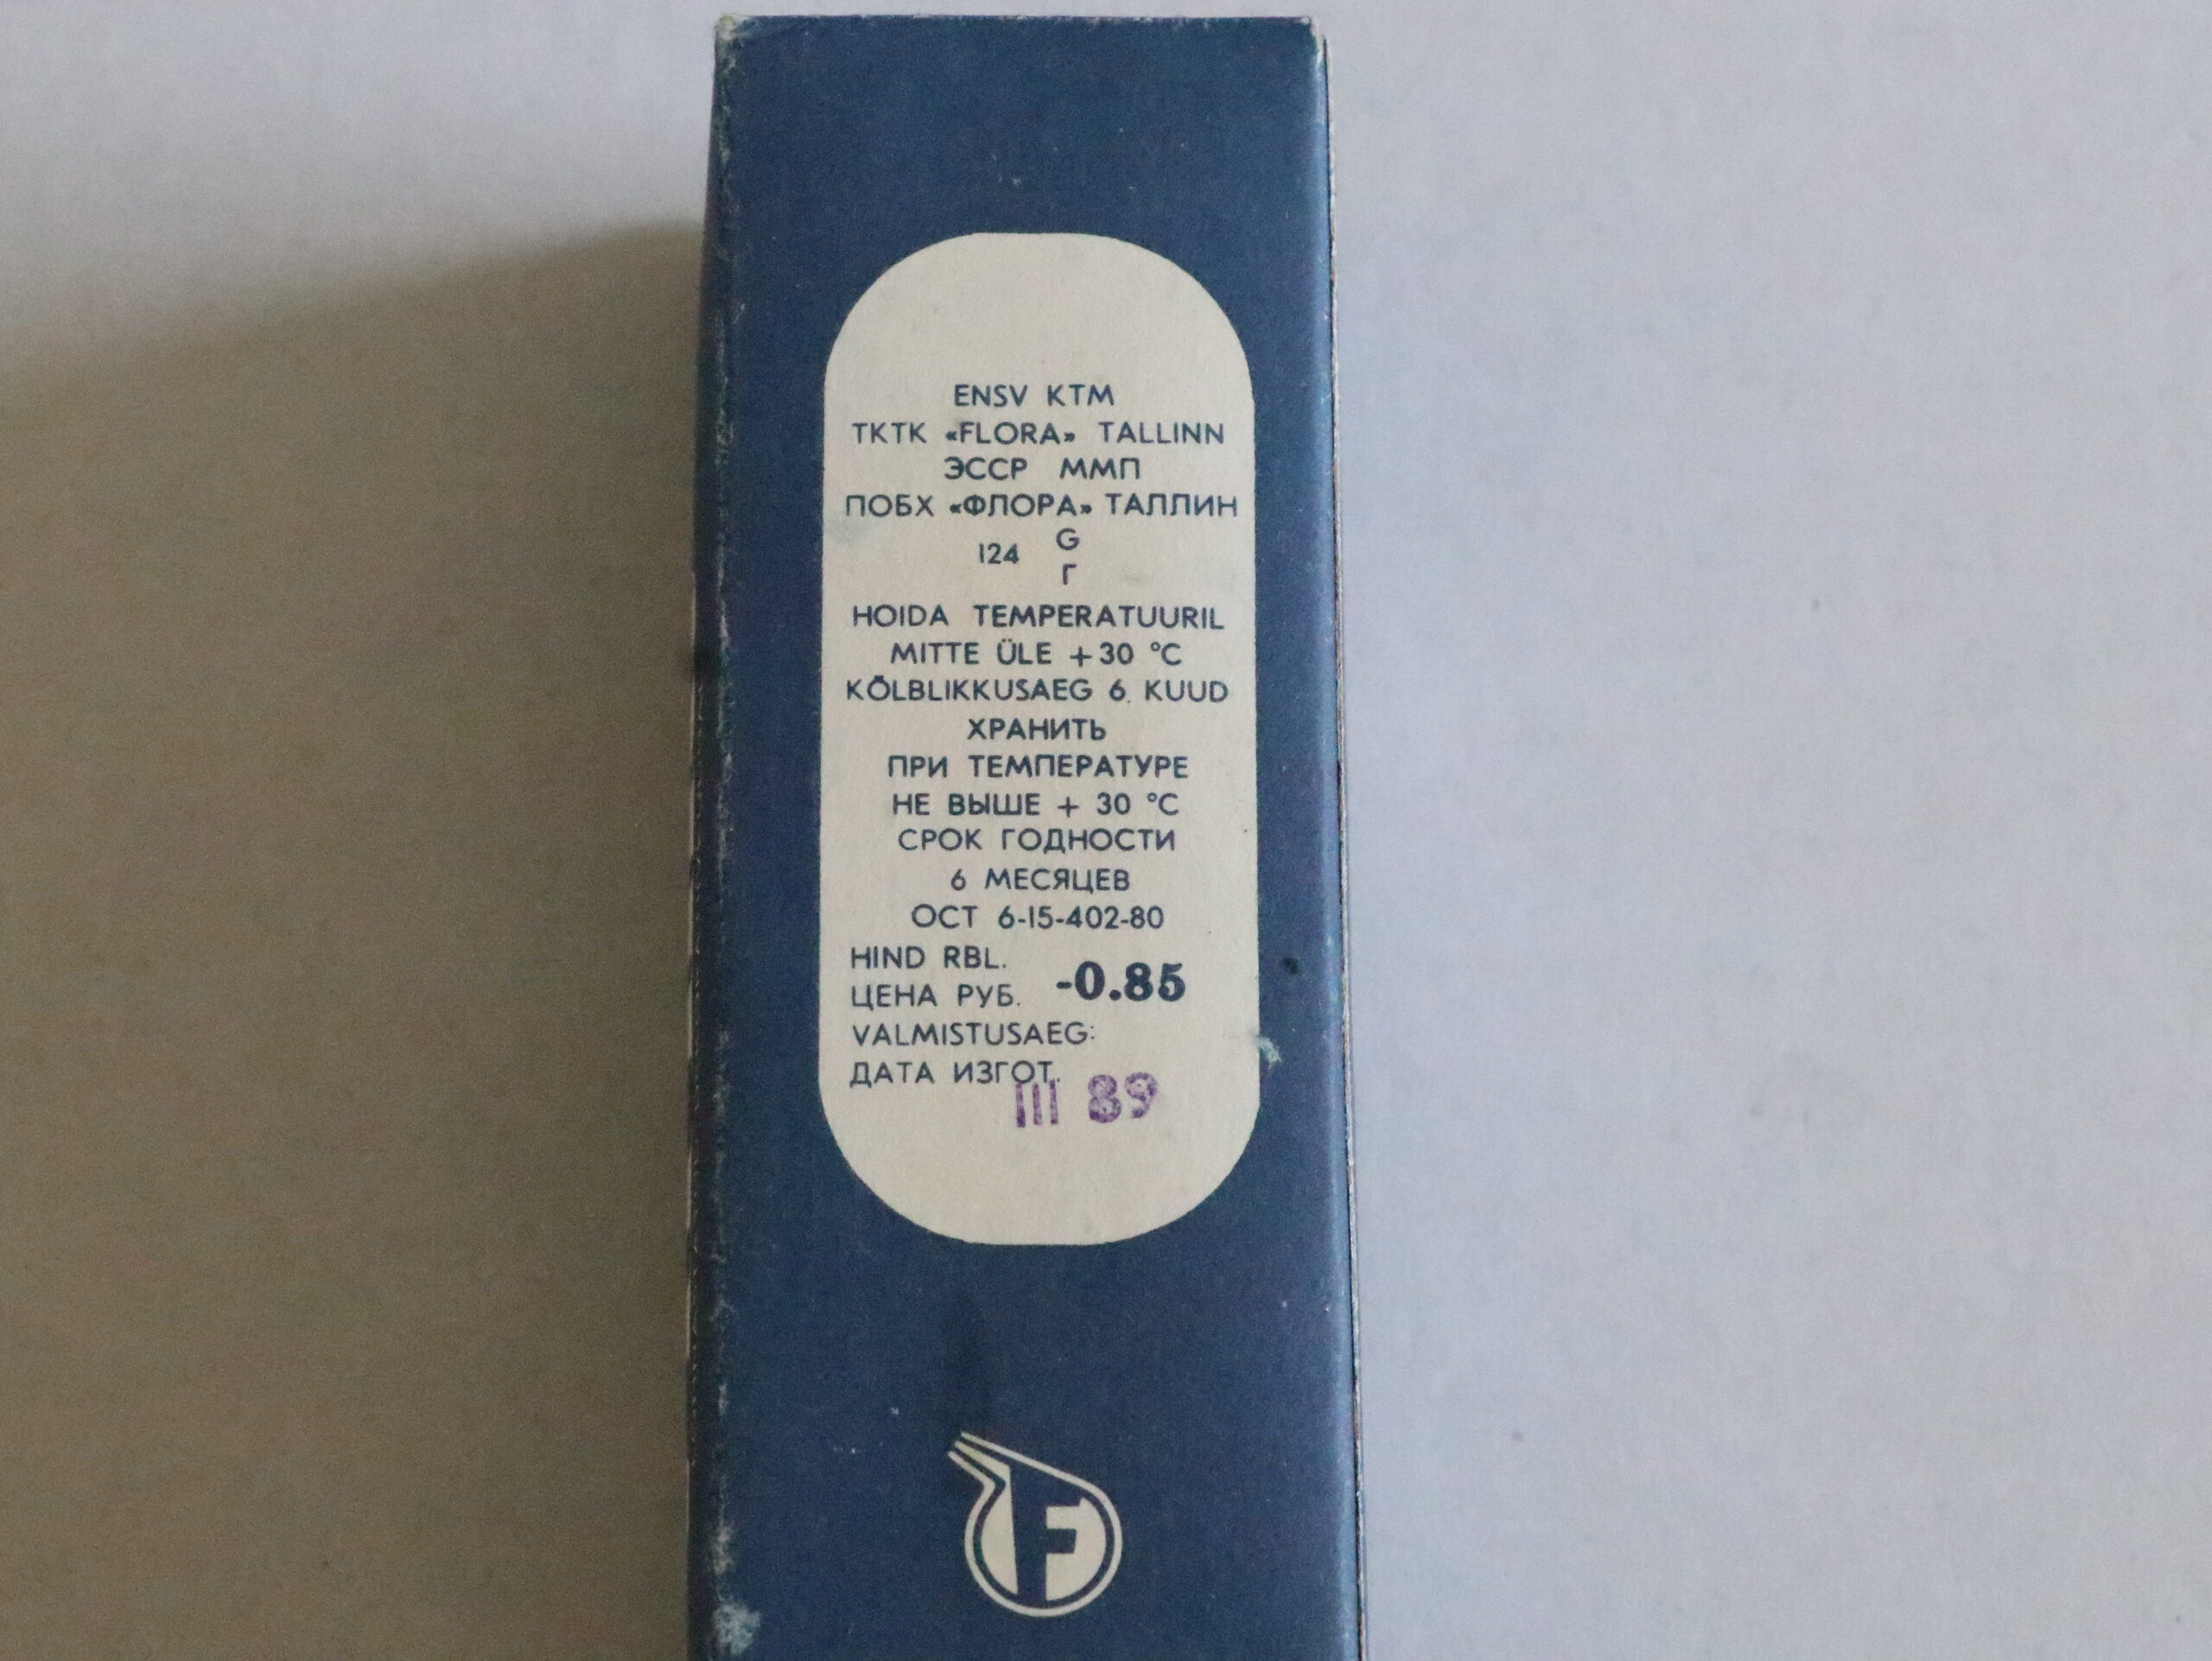 ENSV KTM
TKTK «FLORA» TALLINN
ЭССР ММП
ПОБХ «ФЛОРА» ТАЛЛИН
124 G
Г
HOIDA TEMPERATUURIL
MITTE ÜLE +30 °C
KÕLBLIKKUSAEG 6. KUUD
ХРАНИТЬ
ПРИ ТЕМПЕРАТУРЕ
НЕ ВЫШЕ + 30 °C
СРОК ГОДНОСТИ
6 МЕСЯЦЕВ
ОСТ 6-15-402-80
HIND RBL.
ЦЕНА РУБ. -0.85
VALMISTUSAEG:
ДАТА ИЗГОТ.
III 89
F